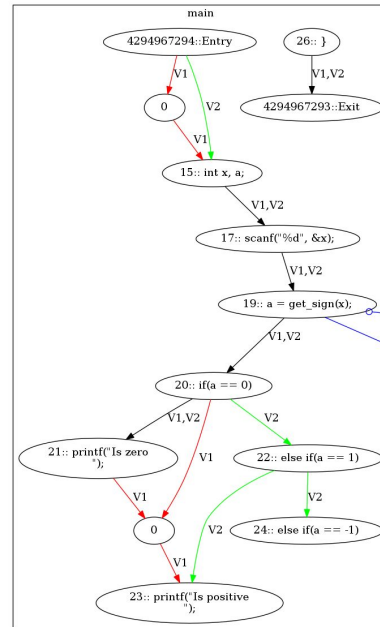 main
4294967294::Entry
26:: }
V1
V1,V2
0
V2
4294967293::Exit
V1
15:: int x, a;
V1,V2
17:: scanf("%d", &x);
V1,V2
19:: a = get_sign(x);
V1,V2
20:: if(a == 0)
V1,V2
V2
V1
21:: printf("Is zero
");
22:: else if(a == 1)
V1
V2
V2
0
24:: else if(a == -1)
V1
23:: printf("Is positive
");